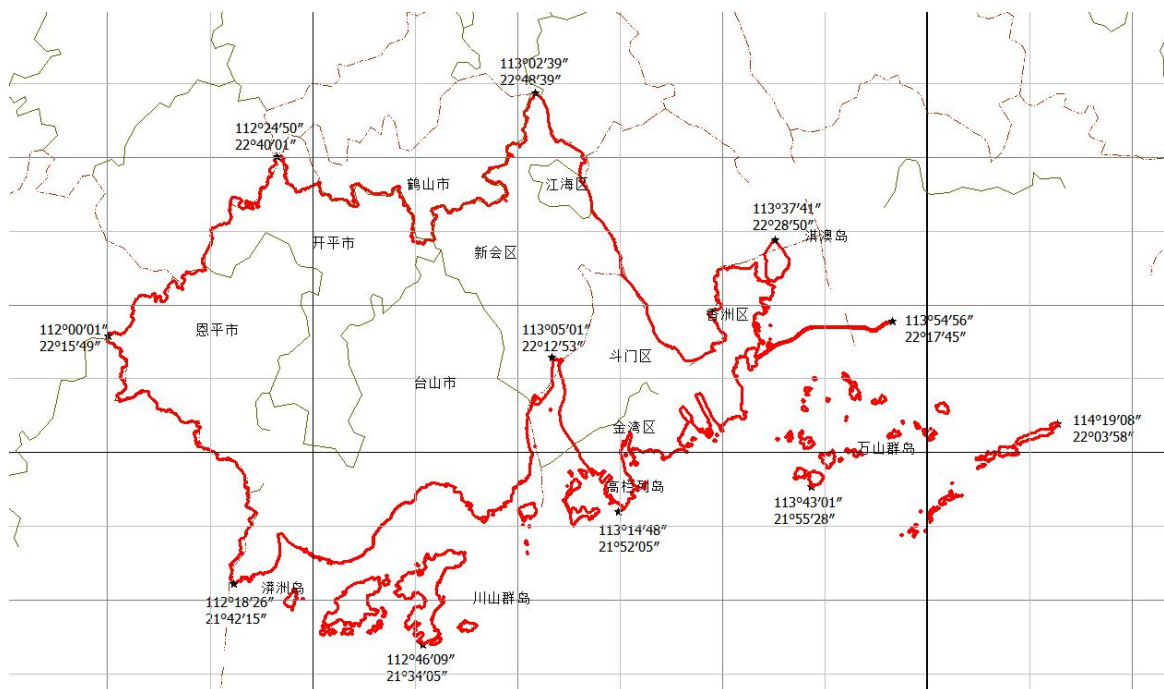 113°02′39″
22°48′39″
112°24′50″
22°40′01″
鹤山市
江海区
113°37′41″
22°28′50″
淇澳岛
开平市
新会区
112°00′01″
22°15′49″
恩平市
113°05′01″
22°12′53″
香洲区
113°54′56″
22°17′45″
斗门区
台山市
金湾区
114°19′08″
22°03′58″
万山群岛
高栏列岛
113°43′01″
21°55′28″
113°14′48″
21°52′05″
漭洲岛
112°18′26″
21°42′15″
川山群岛
112°46′09″
21°34′05″